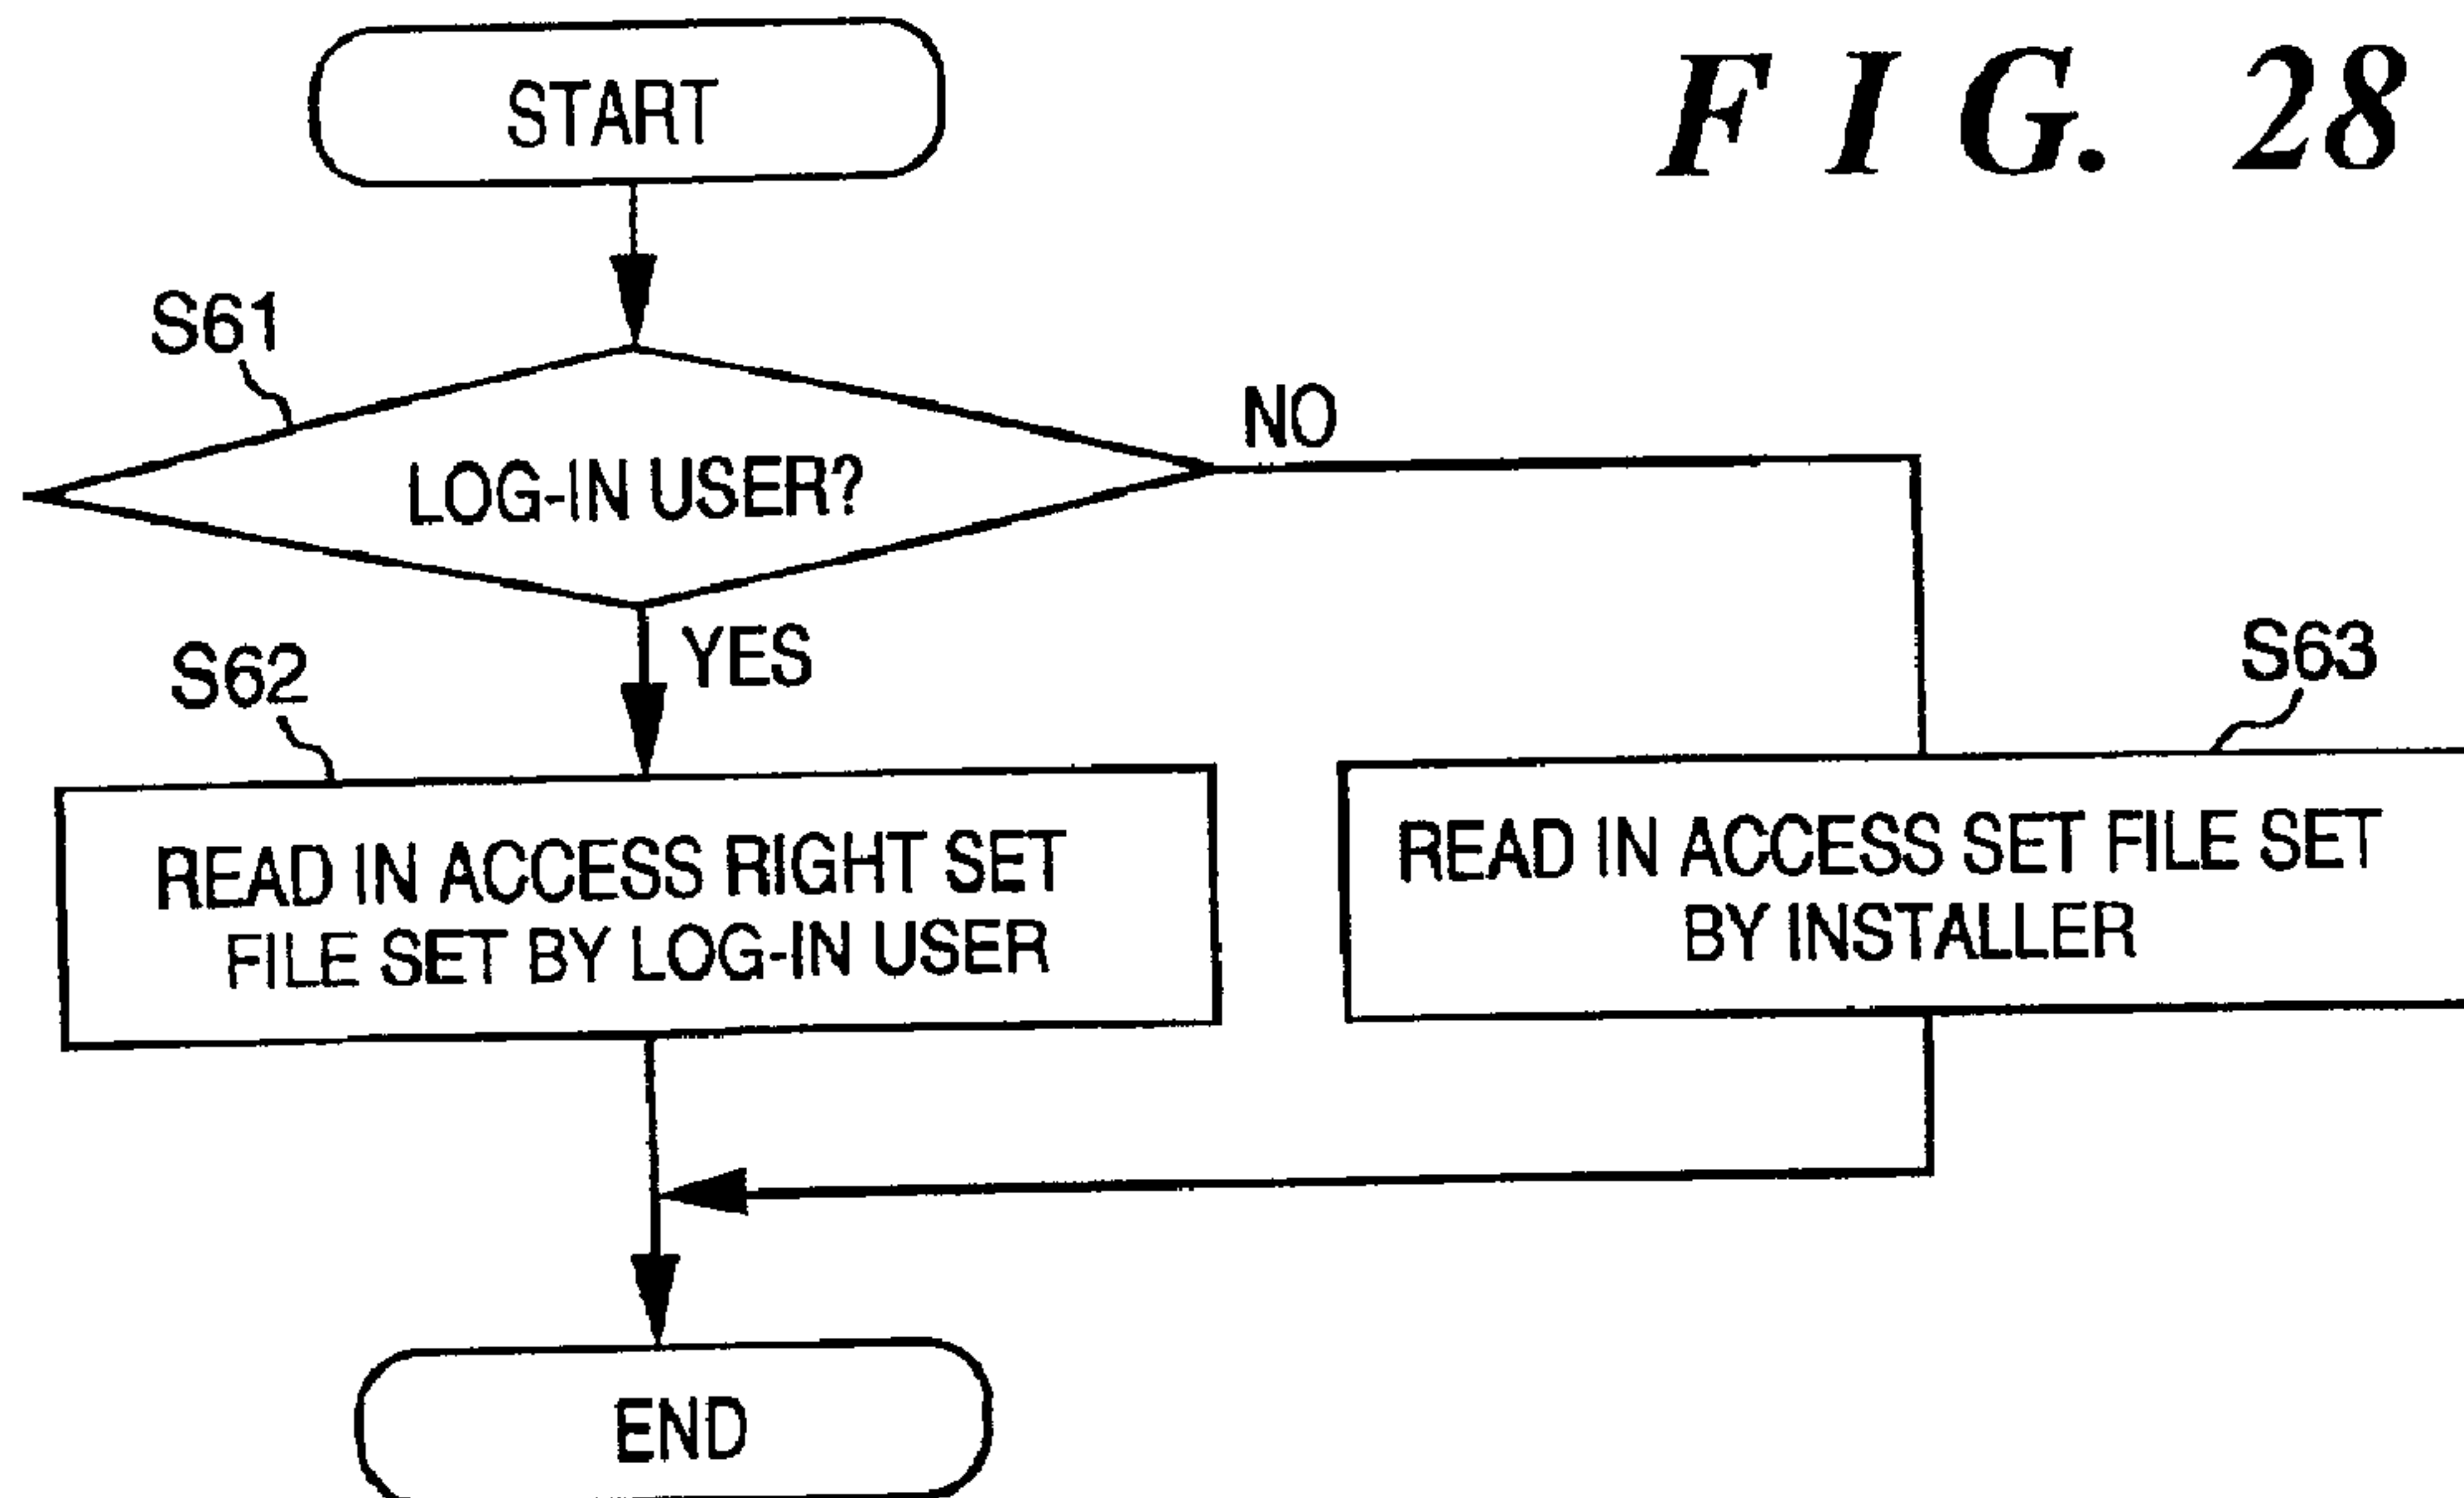 START
F I G. 28
S61
NO
LOG-IN USER?
YES
S62
S63
READ IN ACCESS RIGHT SET
FILE SET BY LOG-IN USER
READ IN ACCESS SET FILE SET
BY INSTALLER
END